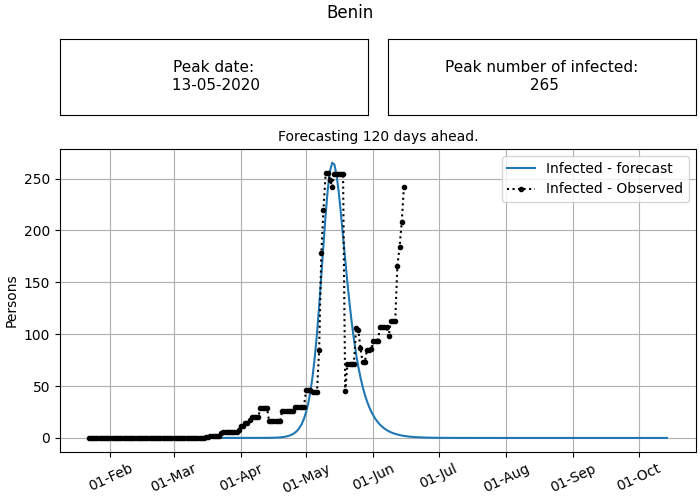 Benin
Peak date:
13-05-2020
Peak number of infected:
265
Forecasting 120 days ahead.
Infected - forecast
Infected - Observed
Persons
250
200
150
100
50
0
01-Feb
01-Mar
01-Apr
01-May
01-Jun
01-Jul
01-Aug
01-Sep
01-Oct